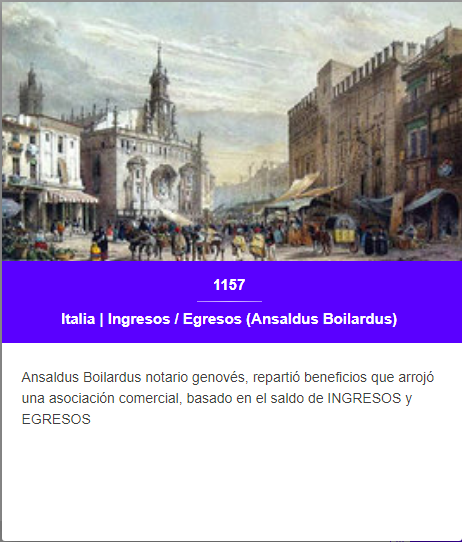 1157
Italia | Ingresos / Egresos (Ansaldus Boilardus)
Ansaldus Boilardus notario genovés, repartió beneficios que arrojó
una asociación comercial, basado en el saldo de INGRESOS y
EGRESOS